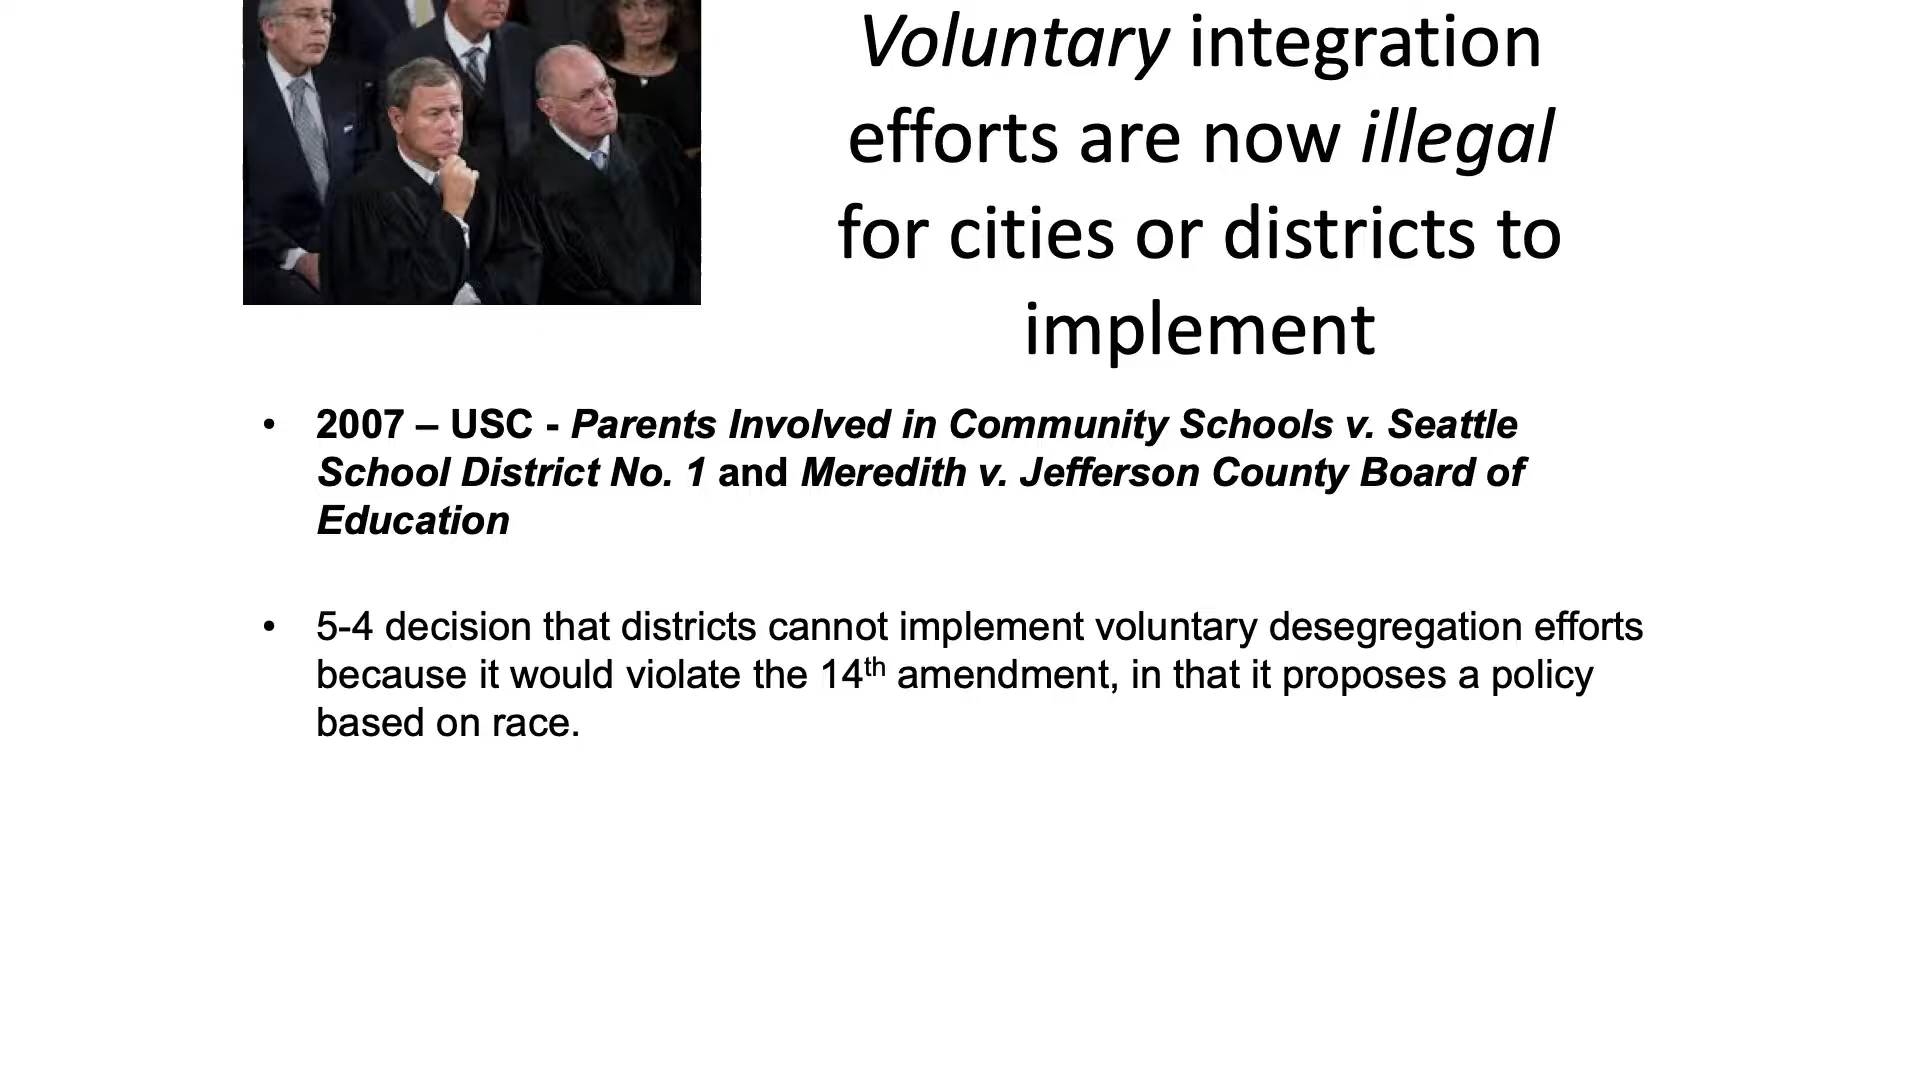 Voluntary integration
efforts are now illegal
for cities or districts to
implement
• 2007 – USC - Parents Involved in Community Schools v. Seattle
School District No. 1 and Meredith v. Jefferson County Board of
Education
• 5-4 decision that districts cannot implement voluntary desegregation efforts
because it would violate the 14th amendment, in that it proposes a policy
based on race.